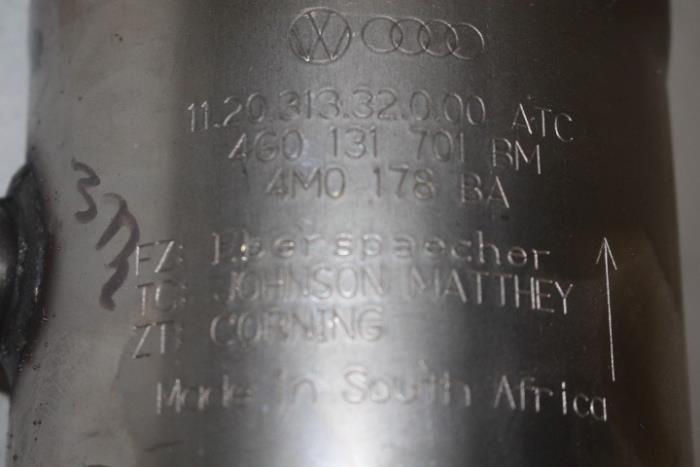 11.20.313.32.0.00 ATC
4G0 131 701 BM
4M0 178 BA
FZ: Eberspaecher
TC: JOHNSON MATTHEY
ZT: CORNING
Made in South Africa